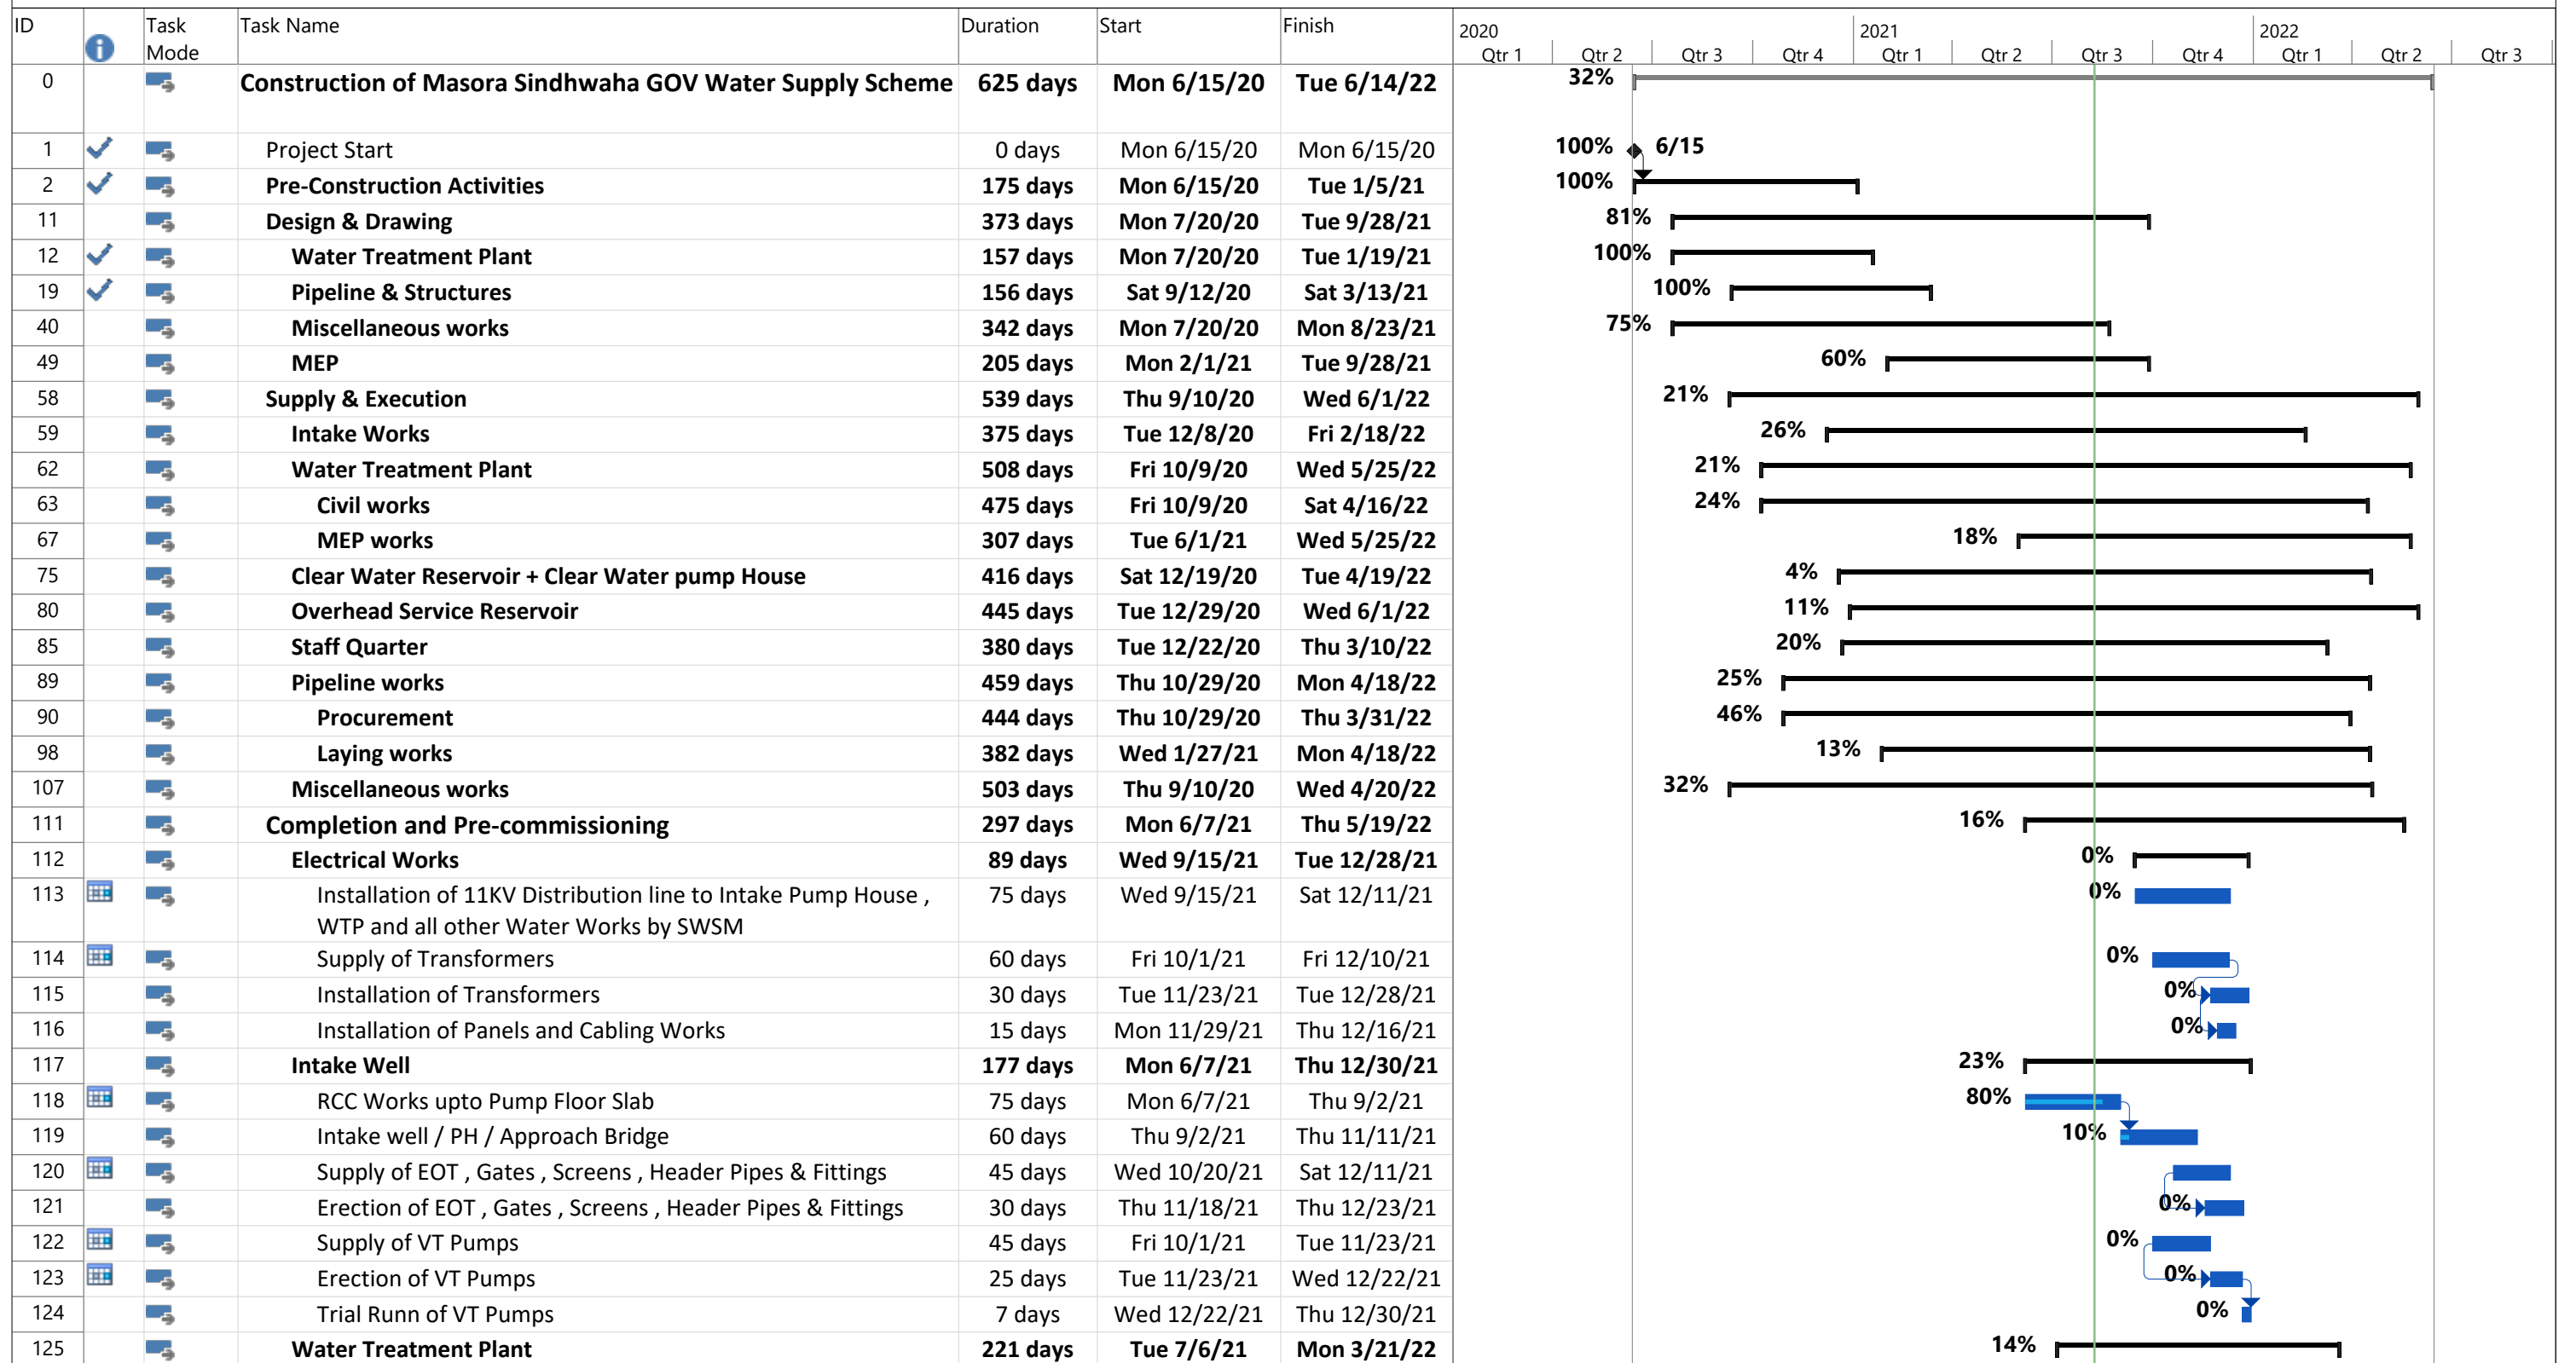 ID Task Mode Task Name Duration Start Finish 2020 2021 2022
Qtr 1 Qtr 2 Qtr 3 Qtr 4 Qtr 1 Qtr 2 Qtr 3 Qtr 4 Qtr 1 Qtr 2 Qtr 3
0 Construction of Masora Sindhwaha GOV Water Supply Scheme 625 days Mon 6/15/20 Tue 6/14/22 32%
1 Project Start 0 days Mon 6/15/20 Mon 6/15/20 100% 6/15
2 Pre-Construction Activities 175 days Mon 6/15/20 Tue 1/5/21 100%
11 Design & Drawing 373 days Mon 7/20/20 Tue 9/28/21 81%
12 Water Treatment Plant 157 days Mon 7/20/20 Tue 1/19/21 100%
19 Pipeline & Structures 156 days Sat 9/12/20 Sat 3/13/21 100%
40 Miscellaneous works 342 days Mon 7/20/20 Mon 8/23/21 75%
49 MEP 205 days Mon 2/1/21 Tue 9/28/21 60%
58 Supply & Execution 539 days Thu 9/10/20 Wed 6/1/22 21%
59 Intake Works 375 days Tue 12/8/20 Fri 2/18/22 26%
62 Water Treatment Plant 508 days Fri 10/9/20 Wed 5/25/22 21%
63 Civil works 475 days Fri 10/9/20 Sat 4/16/22 24%
67 MEP works 307 days Tue 6/1/21 Wed 5/25/22 18%
75 Clear Water Reservoir + Clear Water pump House 416 days Sat 12/19/20 Tue 4/19/22 4%
80 Overhead Service Reservoir 445 days Tue 12/29/20 Wed 6/1/22 11%
85 Staff Quarter 380 days Tue 12/22/20 Thu 3/10/22 20%
89 Pipeline works 459 days Thu 10/29/20 Mon 4/18/22 25%
90 Procurement 444 days Thu 10/29/20 Thu 3/31/22 46%
98 Laying works 382 days Wed 1/27/21 Mon 4/18/22 13%
107 Miscellaneous works 503 days Thu 9/10/20 Wed 4/20/22 32%
111 Completion and Pre-commissioning 297 days Mon 6/7/21 Thu 5/19/22 16%
112 Electrical Works 89 days Wed 9/15/21 Tue 12/28/21 0%
113 Installation of 11KV Distribution line to Intake Pump House , 75 days Wed 9/15/21 Sat 12/11/21 0%
WTP and all other Water Works by SWSM
114 Supply of Transformers 60 days Fri 10/1/21 Fri 12/10/21 0%
115 Installation of Transformers 30 days Tue 11/23/21 Tue 12/28/21 0%
116 Installation of Panels and Cabling Works 15 days Mon 11/29/21 Thu 12/16/21 0%
117 Intake Well 177 days Mon 6/7/21 Thu 12/30/21 23%
118 RCC Works upto Pump Floor Slab 75 days Mon 6/7/21 Thu 9/2/21 80%
119 Intake well / PH / Approach Bridge 60 days Thu 9/2/21 Thu 11/11/21 10%
120 Supply of EOT , Gates , Screens , Header Pipes & Fittings 45 days Wed 10/20/21 Sat 12/11/21
121 Erection of EOT , Gates , Screens , Header Pipes & Fittings 30 days Thu 11/18/21 Thu 12/23/21 0%
122 Supply of VT Pumps 45 days Fri 10/1/21 Tue 11/23/21 0%
123 Erection of VT Pumps 25 days Tue 11/23/21 Wed 12/22/21 0%
124 Trial Runn of VT Pumps 7 days Wed 12/22/21 Thu 12/30/21 0%
125 Water Treatment Plant 221 days Tue 7/6/21 Mon 3/21/22 14%